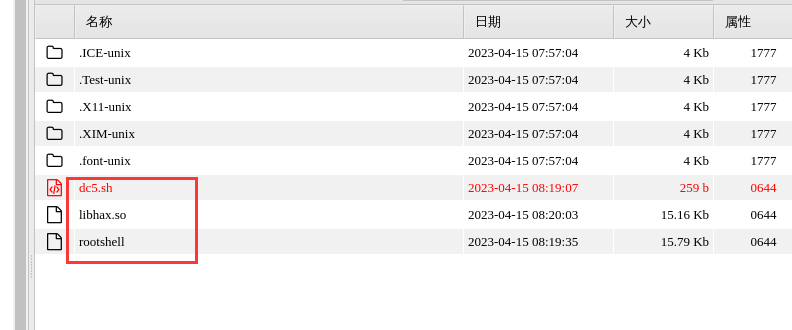 名称 日期 大小 属性
.ICE-unix 2023-04-15 07:57:04 4 Kb 1777
.Test-unix 2023-04-15 07:57:04 4 Kb 1777
.X11-unix 2023-04-15 07:57:04 4 Kb 1777
.XIM-unix 2023-04-15 07:57:04 4 Kb 1777
.font-unix 2023-04-15 07:57:04 4 Kb 1777
dc5.sh 2023-04-15 08:19:07 259 b 0644
libhax.so 2023-04-15 08:20:03 15.16 Kb 0644
rootshell 2023-04-15 08:19:35 15.79 Kb 0644